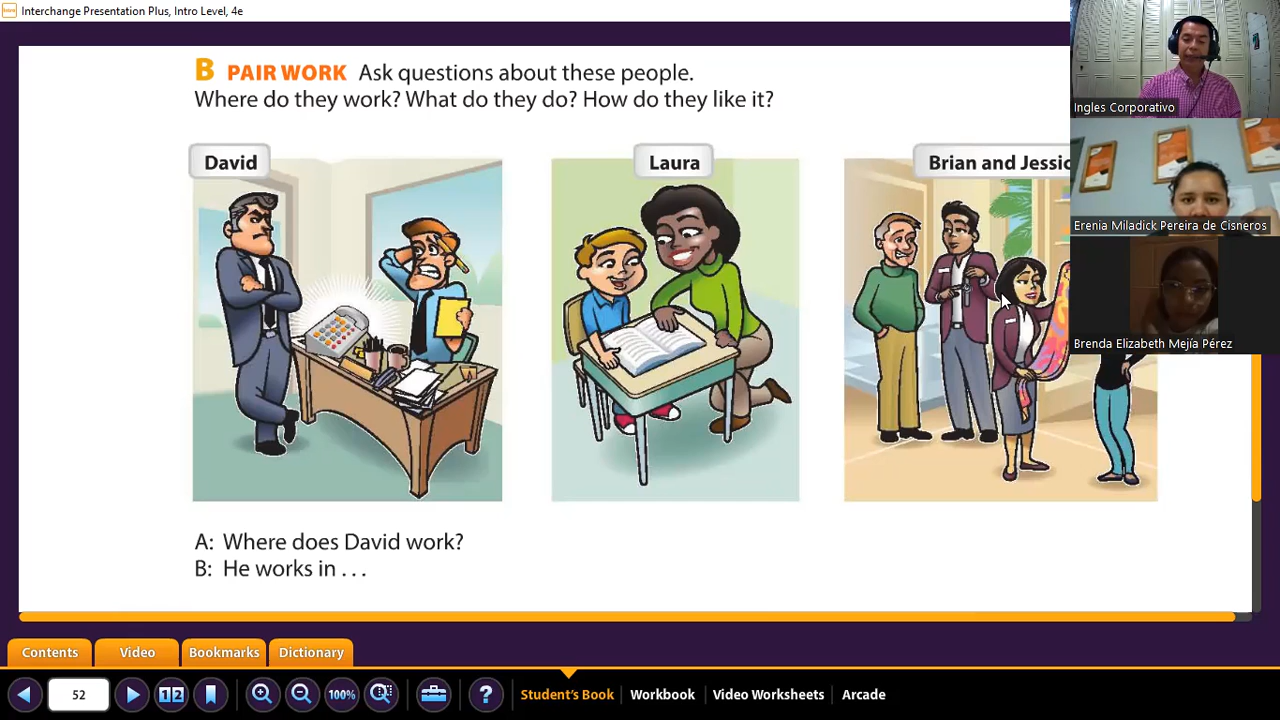 Interchange Presentation Plus, Intro Level, 4e
B PAIR WORK Ask questions about these people.
Where do they work? What do they do? How do they like it?
David
Laura
Brian and Jessic
A: Where does David work?
B: He works in . . .
Ingles Corporativo
Erenia Miladick Pereira de Cisneros
Brenda Elizabeth Mejía Pérez
Contents
Video
Bookmarks
Dictionary
52
12
100%
?
Student's Book
Workbook
Video Worksheets
Arcade